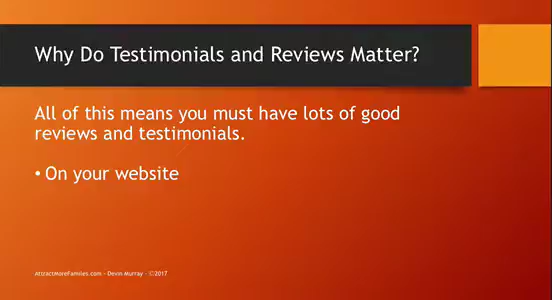 Why Do Testimonials and Reviews Matter?
All of this means you must have lots of good
reviews and testimonials.
• On your website
AttractMoreFamilies.com - Devin Murray - ©2017